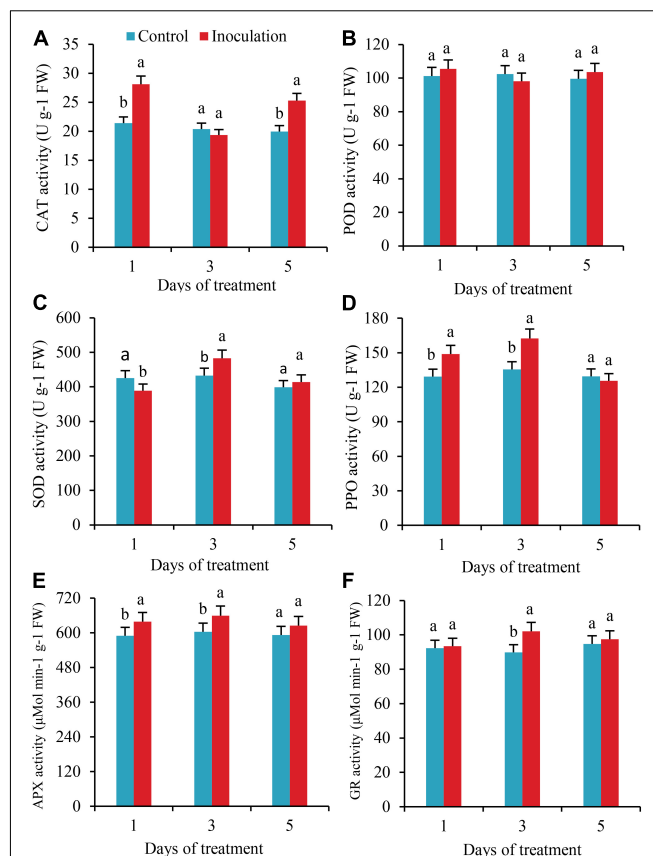 A
Control Inoculation
35
30
25
20
15
10
5
0
CAT activity (U g-1 FW)
b a a a b a
1 3 5
Days of treatment
B
120
100
80
60
40
20
0
POD activity (U g-1 FW)
a a a a a a
1 3 5
Days of treatment
C
600
500
400
300
200
100
0
SOD activity (U g-1 FW)
a b b a a a
1 3 5
Days of treatment
D
180
150
120
90
60
30
0
PPO activity (U g-1 FW)
b a b a a a
1 3 5
Days of treatment
E
720
600
480
360
240
120
0
APX activity (µMol min-1 g-1 FW)
b a b a a a
1 3 5
Days of treatment
F
120
100
80
60
40
20
0
GR activity (µMol min-1 g-1 FW)
a a b a a a
1 3 5
Days of treatment